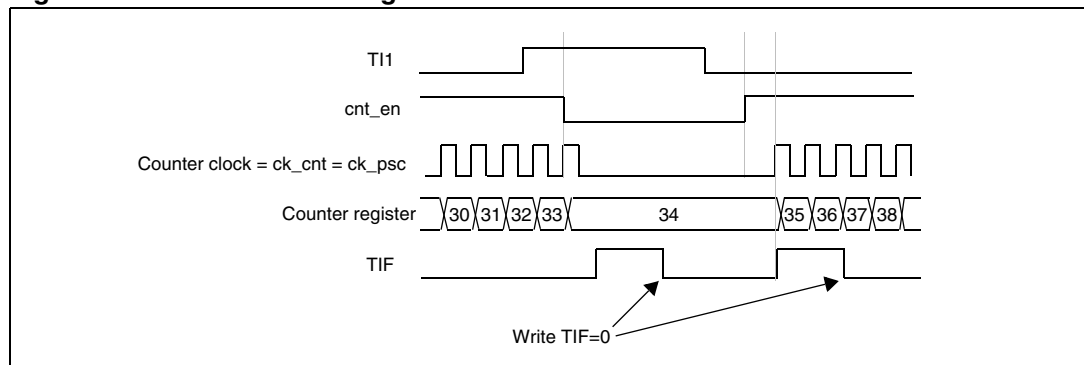 TI1
cnt_en
Counter clock = ck_cnt = ck_psc
Counter register 30 31 32 33 34 35 36 37 38
TIF
Write TIF=0